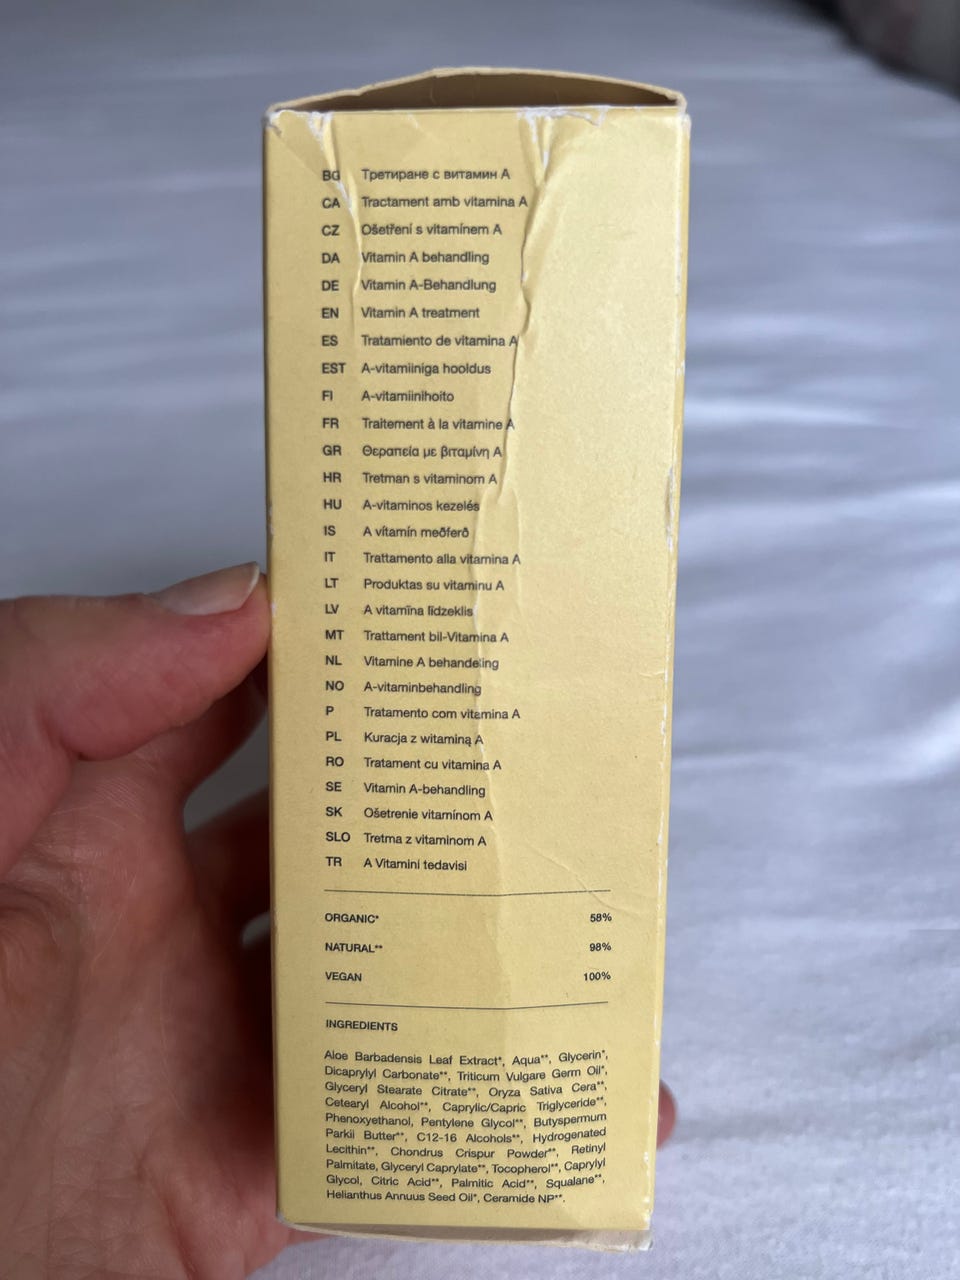 BG Третиране с витамин A
CA Tractament amb vitamina A
CZ Ošetření s vitamínem A
DA Vitamin A behandling
DE Vitamin A-Behandlung
EN Vitamin A treatment
ES Tratamiento de vitamina A
EST A-vitamiiniga hooldus
FI A-vitamiinihoito
FR Traitement à la vitamine A
GR Θεραπεία με βιταμίνη A
HR Tretman s vitaminom A
HU A-vitaminos kezelés
IS A vítamín meðferð
IT Trattamento alla vitamina A
LT Produktas su vitaminu A
LV A vitamīna līdzeklis
MT Trattament bil-Vitamina A
NL Vitamine A behandeling
NO A-vitaminbehandling
P Tratamento com vitamina A
PL Kuracja z witaminą A
RO Tratament cu vitamina A
SE Vitamin A-behandling
SK Ošetrenie vitamínom A
SLO Tretma z vitaminom A
TR A Vitamini tedavisi
ORGANIC* 58%
NATURAL** 98%
VEGAN 100%
INGREDIENTS
Aloe Barbadensis Leaf Extract*, Aqua**, Glycerin*,
Dicaprylyl Carbonate**, Triticum Vulgare Germ Oil*,
Glyceryl Stearate Citrate**, Oryza Sativa Cera**,
Cetearyl Alcohol**, Caprylic/Capric Triglyceride**,
Phenoxyethanol, Pentylene Glycol**, Butyspermum
Parkii Butter**, C12-16 Alcohols**, Hydrogenated
Lecithin**, Chondrus Crispur Powder**, Retinyl
Palmitate, Glyceryl Caprylate**, Tocopherol**, Caprylyl
Glycol, Citric Acid**, Palmitic Acid**, Squalane**,
Helianthus Annuus Seed Oil*, Ceramide NP**.